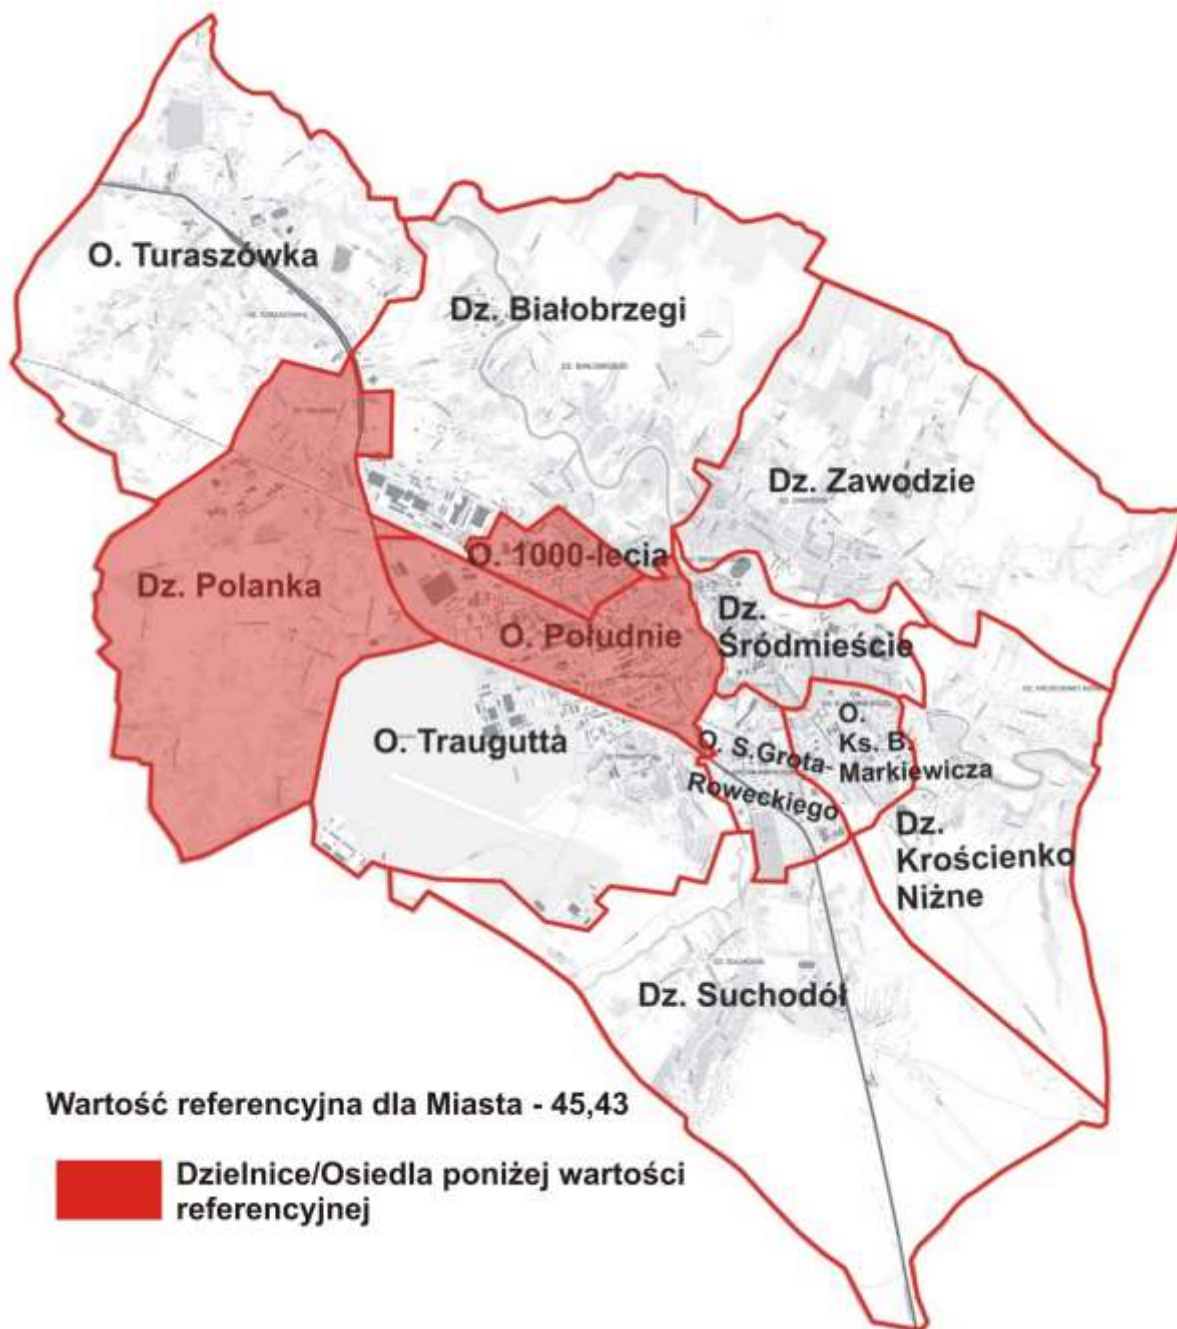 O. Turaszówka
Dz. Białobrzegi
Dz. Zawodzie
O. 1000-lecia
Dz. Polanka
O. Południe
Dz.
Śródmieście
O. Traugutta
O. S.Grota-
Roweckiego
O.
Ks. B.
Markiewicza
Dz.
Krościenko
Niżne
Dz. Suchodół
Wartość referencyjna dla Miasta - 45,43
Dzielnice/Osiedla poniżej wartości
referencyjnej